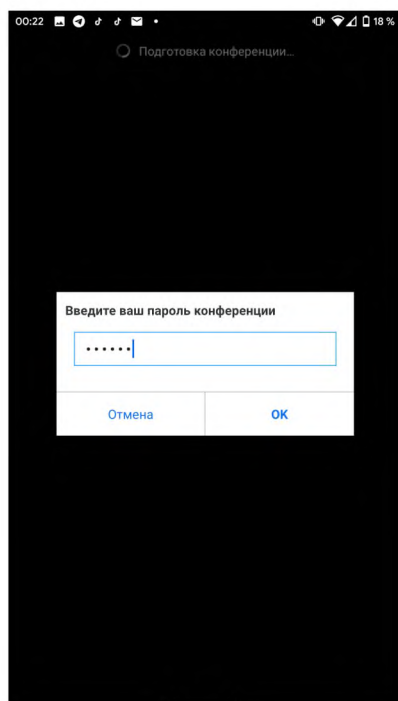 00:22 18 %
Подготовка конференции...
Введите ваш пароль конференции
••••••
Отмена OK